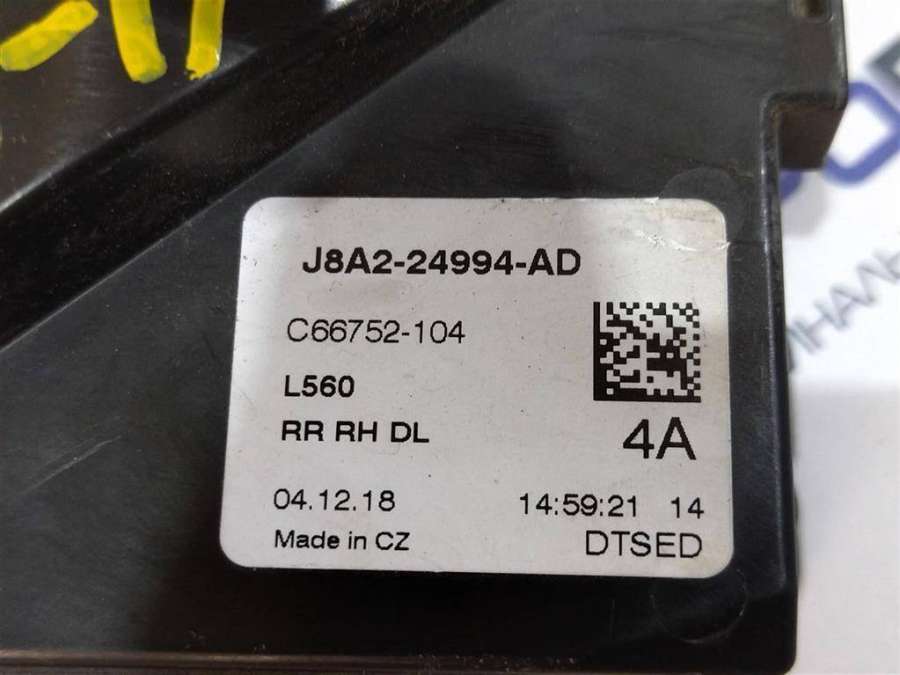 J8A2-24994-AD
C66752-104
L560
RR RH DL
4A
04.12.18
14:59:21 14
Made in CZ
DTSED